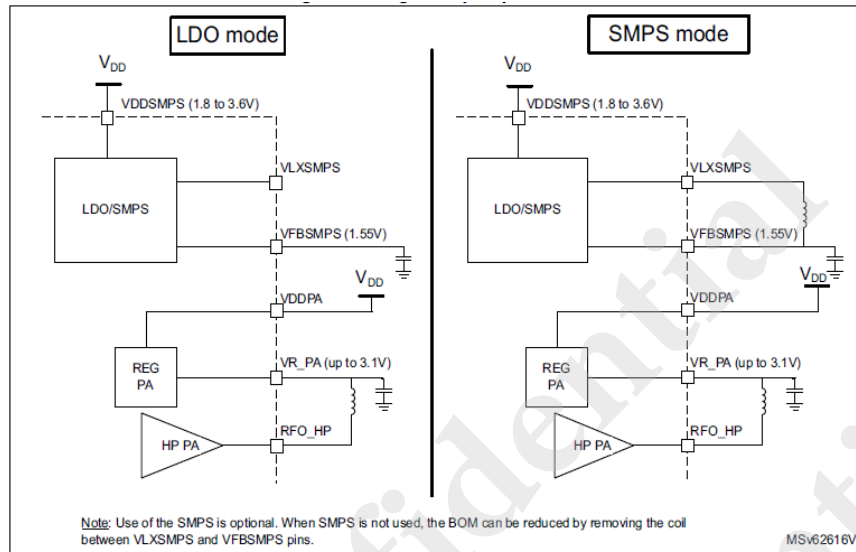 LDO mode
V_DD
VDDSMPS (1.8 to 3.6V)
VLXSMPS
LDO/SMPS
VFBSMPS (1.55V)
V_DD
VDDPA
REG
PA
VR_PA (up to 3.1V)
RFO_HP
HP PA
SMPS mode
V_DD
VDDSMPS (1.8 to 3.6V)
VLXSMPS
LDO/SMPS
VFBSMPS (1.55V)
V_DD
VDDPA
REG
PA
VR_PA (up to 3.1V)
RFO_HP
HP PA
Note: Use of the SMPS is optional. When SMPS is not used, the BOM can be reduced by removing the coil
between VLXSMPS and VFBSMPS pins.
MSv62616V